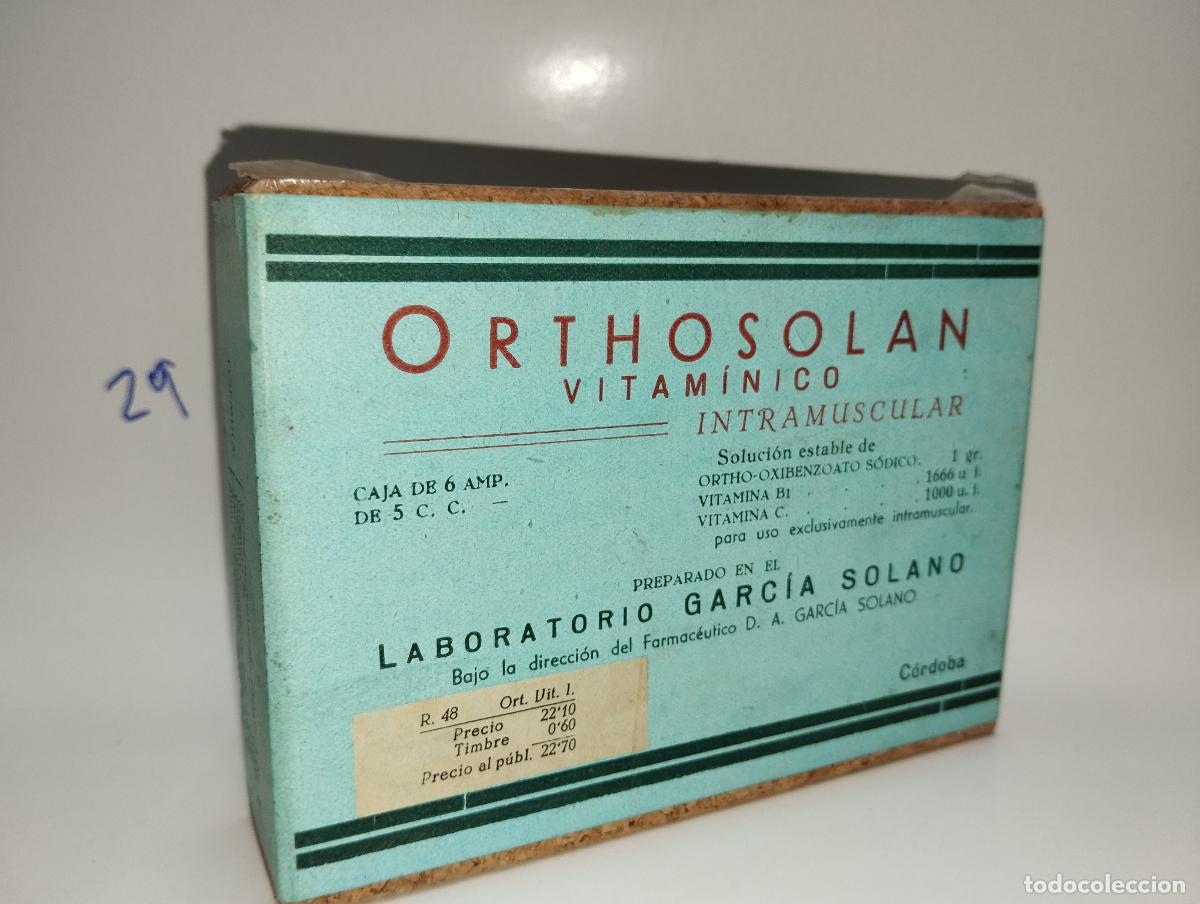 29
ORTHOSOLAN
VITAMÍNICO
INTRAMUSCULAR
CAJA DE 6 AMP.
DE 5 C. C. —
Solución estable de
ORTHO-OXIBENZOATO SÓDICO. 1 gr.
VITAMINA B1 . . . . 1666 u. f.
VITAMINA C. . . . . 1000 u. f.
para uso exclusivamente intramuscular.
PREPARADO EN EL
LABORATORIO GARCÍA SOLANO
Bajo la dirección del Farmacéutico D. A. GARCÍA SOLANO
Córdoba
R. 48 Ort. Vit. I.
Precio 22'10
Timbre 0'60
Precio al públ. 22'70
todocoleccion